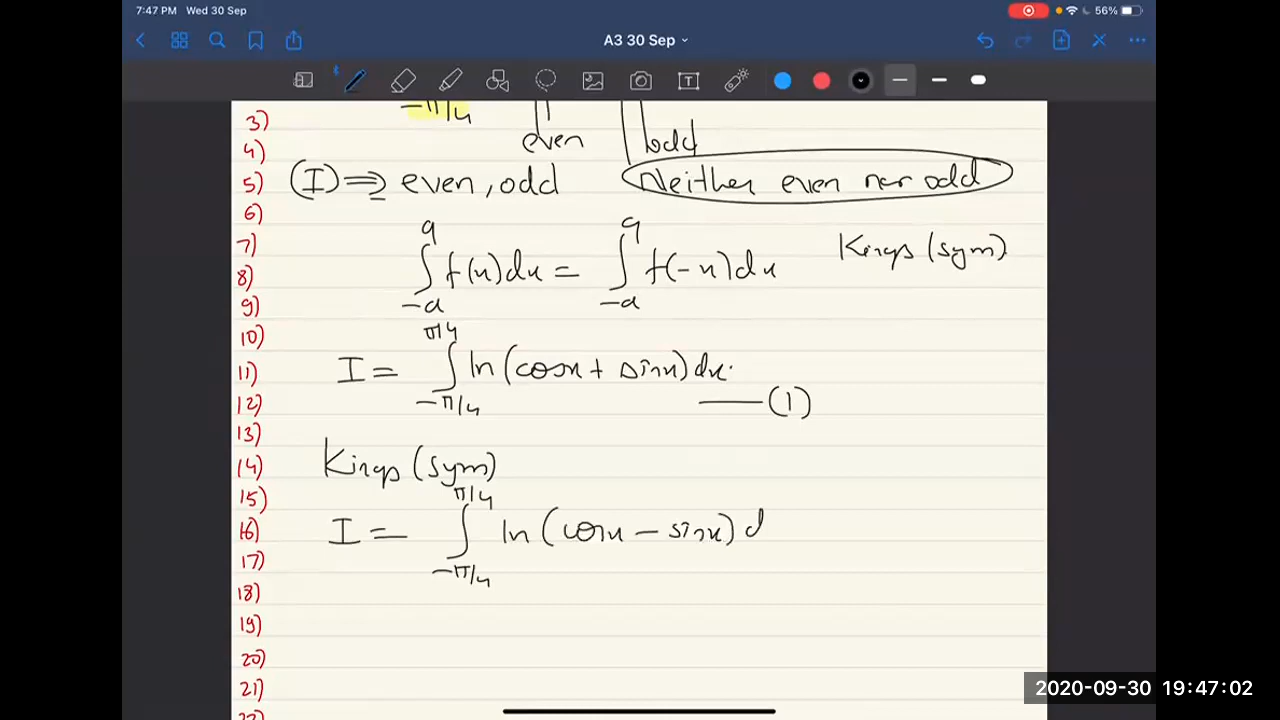 7:47 PM Wed 30 Sep
56%
A3 30 Sep
3)
-π/4
4)
even odd
5) (I) ⇒ even, odd Neither even nor odd
6)
7) Kings (sym)
8) ∫_{-a}^{a} f(x)dx = ∫_{-a}^{a} f(-x)dx
9)
10)
11) I = ∫_{-π/4}^{π/4} ln(cosx + sinx)dx.
12) —(1)
13)
14) Kings (sym)
15)
16) I = ∫_{-π/4}^{π/4} ln(cosx - sinx) d
17)
18)
19)
20)
21)
2020-09-30 19:47:02